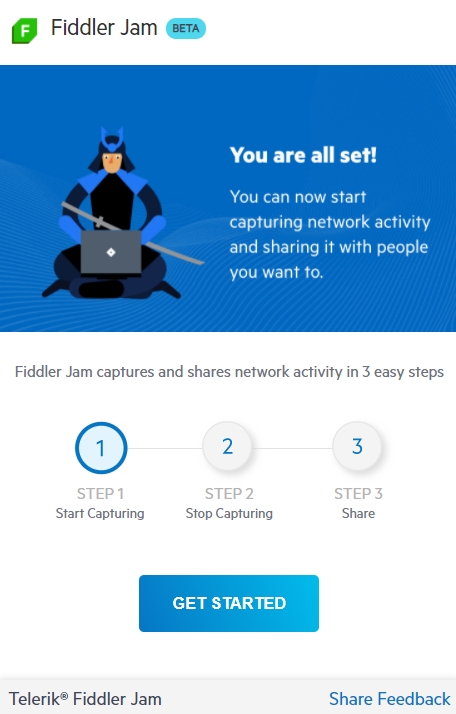 Fiddler Jam BETA
You are all set!
You can now start
capturing network activity
and sharing it with people
you want to.
Fiddler Jam captures and shares network activity in 3 easy steps
1 2 3
STEP 1 STEP 2 STEP 3
Start Capturing Stop Capturing Share
GET STARTED
Telerik® Fiddler Jam Share Feedback